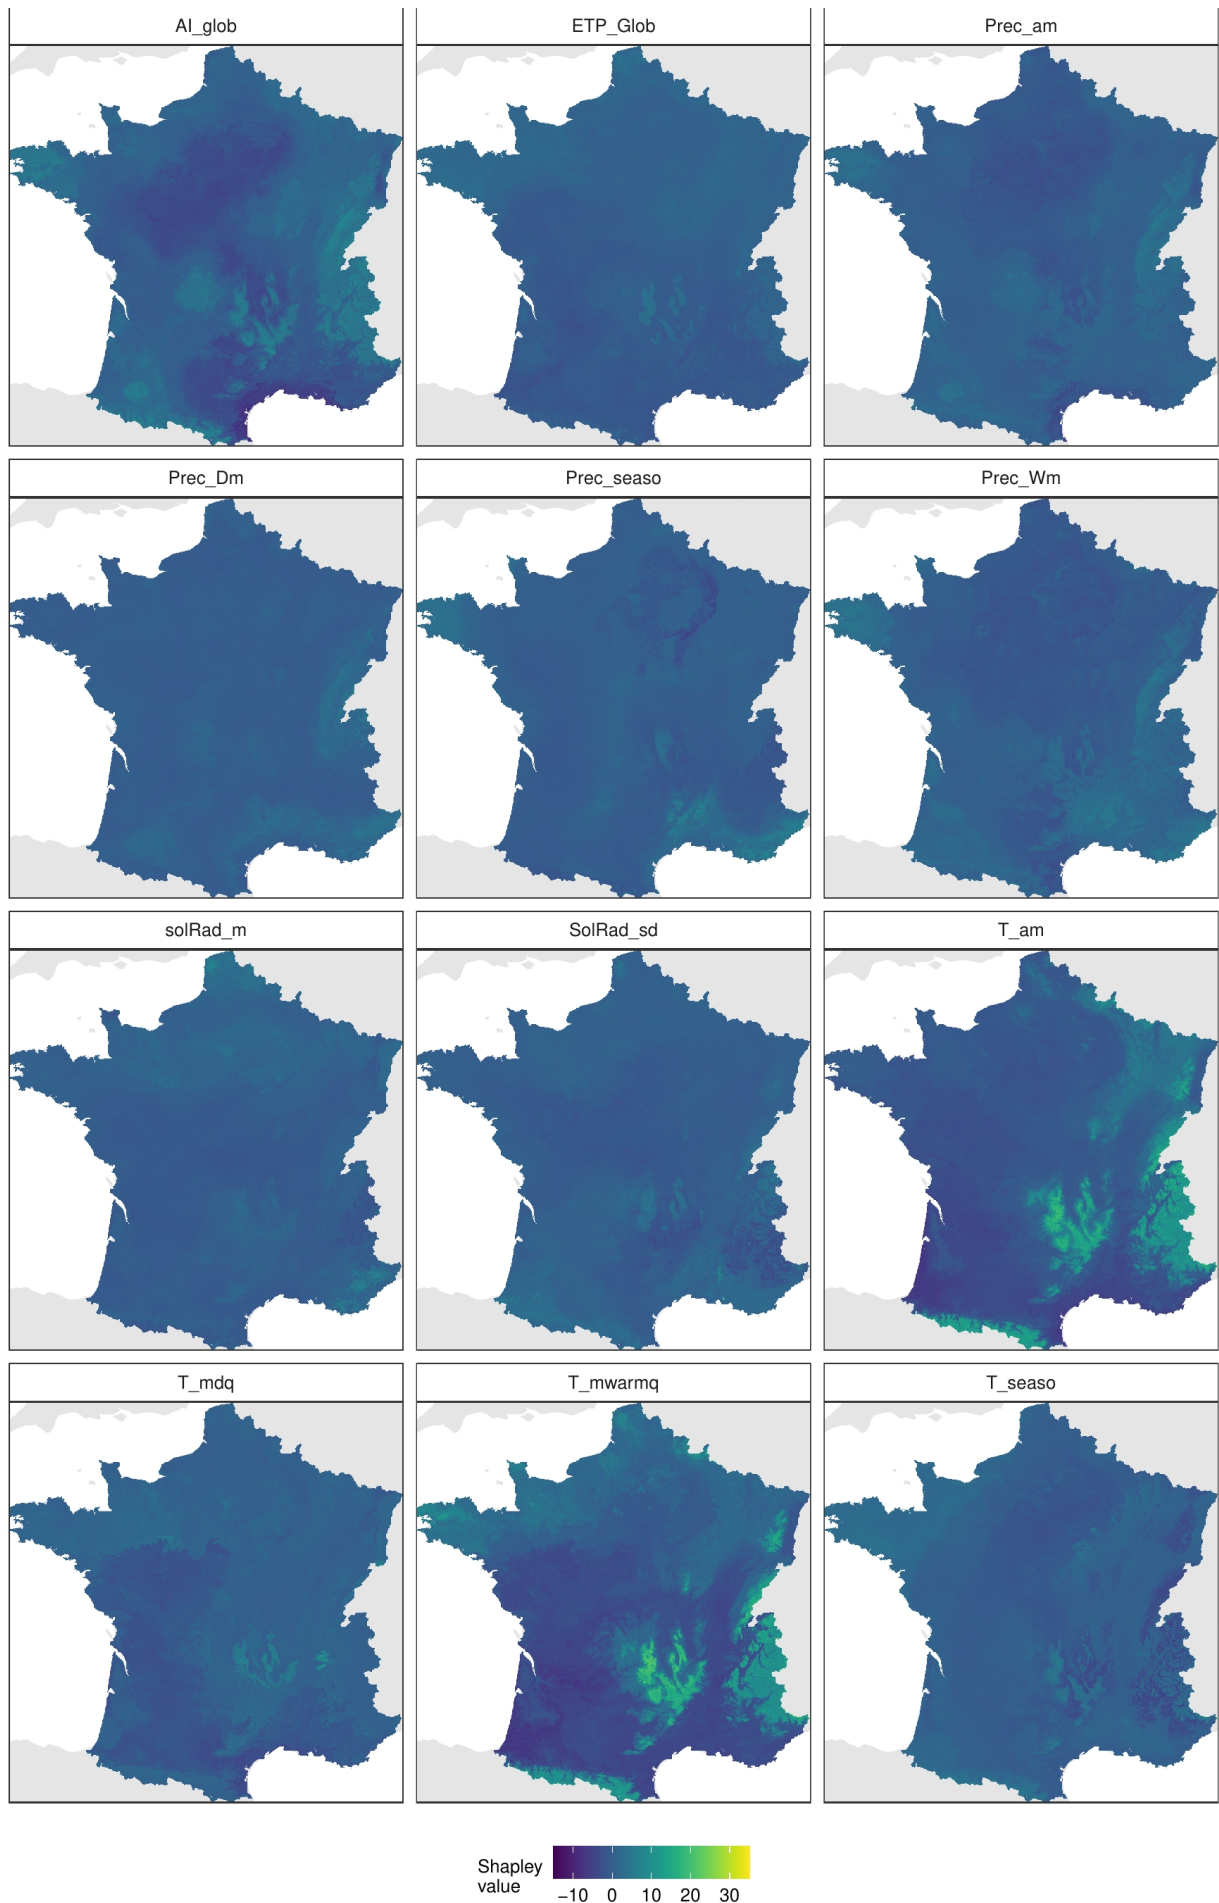 AI_glob
ETP_Glob
Prec_am
Prec_Dm
Prec_seaso
Prec_Wm
solRad_m
SolRad_sd
T_am
T_mdq
T_mwarmq
T_seaso
Shapley
value
−10 0 10 20 30